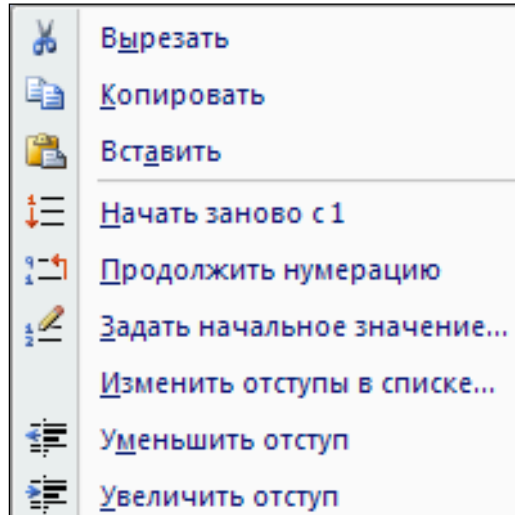 Вырезать
Копировать
Вставить
Начать заново с 1
Продолжить нумерацию
Задать начальное значение...
Изменить отступы в списке...
Уменьшить отступ
Увеличить отступ